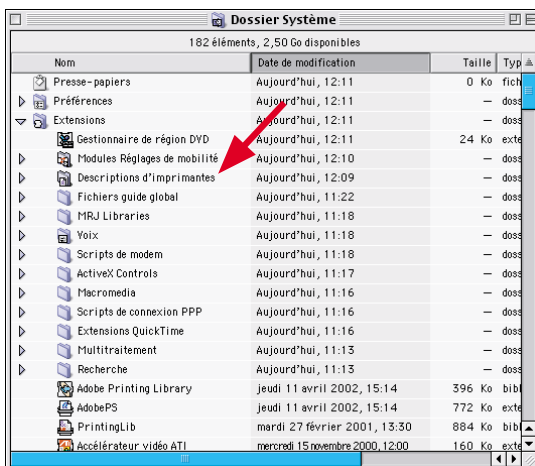 Dossier Système
182 éléments, 2,50 Go disponibles
Nom Date de modification Taille Typ
Presse-papiers Aujourd'hui, 12:11 0 Ko fich
Préférences Aujourd'hui, 12:11 — doss
Extensions Aujourd'hui, 12:11 — doss
Gestionnaire de région DVD Aujourd'hui, 12:11 24 Ko exte
Modules Réglages de mobilité Aujourd'hui, 12:10 — doss
Descriptions d'imprimantes Aujourd'hui, 12:09 — doss
Fichiers guide global Aujourd'hui, 11:22 — doss
MRJ Libraries Aujourd'hui, 11:18 — doss
Voix Aujourd'hui, 11:18 — doss
Scripts de modem Aujourd'hui, 11:18 — doss
ActiveX Controls Aujourd'hui, 11:17 — doss
Macromedia Aujourd'hui, 11:16 — doss
Scripts de connexion PPP Aujourd'hui, 11:16 — doss
Extensions QuickTime Aujourd'hui, 11:16 — doss
Multitraitement Aujourd'hui, 11:13 — doss
Recherche Aujourd'hui, 11:13 — doss
Adobe Printing Library jeudi 11 avril 2002, 15:14 396 Ko bibl
AdobePS jeudi 11 avril 2002, 15:14 772 Ko exte
PrintingLib mardi 27 février 2001, 13:30 884 Ko bibl
Accélérateur vidéo ATI mercredi 15 novembre 2000, 12:00 160 Ko exte